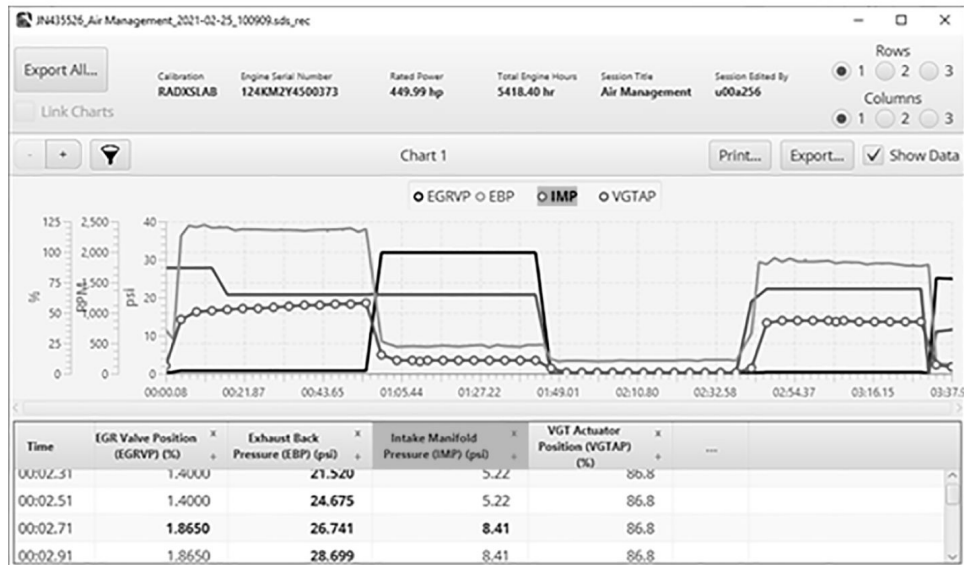 JN435526_Air Management_2021-02-25_100909.sds_rec
Export All...
Link Charts
Calibration
RADXSLAB
Engine Serial Number
124KM2Y4500373
Rated Power
449.99 hp
Total Engine Hours
5418.40 hr
Session Title
Air Management
Session Edited By
u00a256
Rows
1 2 3
Columns
1 2 3
- +
Chart 1
Print... Export... Show Data
EGRVP EBP IMP VGTAP
125 2,500 40
100 2,000 30
75 1,500
20
50 1,000
10
25 500
0 0 0
% RPM psi
00:00.08 00:21.87 00:43.65 01:05.44 01:27.22 01:49.01 02:10.80 02:32.58 02:54.37 03:16.15 03:37.9
Time
EGR Valve Position (EGRVP) (%) x +
Exhaust Back Pressure (EBP) (psi) x +
Intake Manifold Pressure (IMP) (psi) x +
VGT Actuator Position (VGTAP) (%) x +
...
00:02.31 1.4000 21.520 5.22 86.8
00:02.51 1.4000 24.675 5.22 86.8
00:02.71 1.8650 26.741 8.41 86.8
00:02.91 1.8650 28.699 8.41 86.8